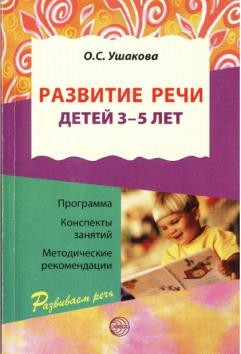 О.С. Ушакова
РАЗВИТИЕ РЕЧИ
ДЕТЕЙ 3–5 ЛЕТ
Программа
Конспекты
занятий
Методические
рекомендации
Развиваем речь